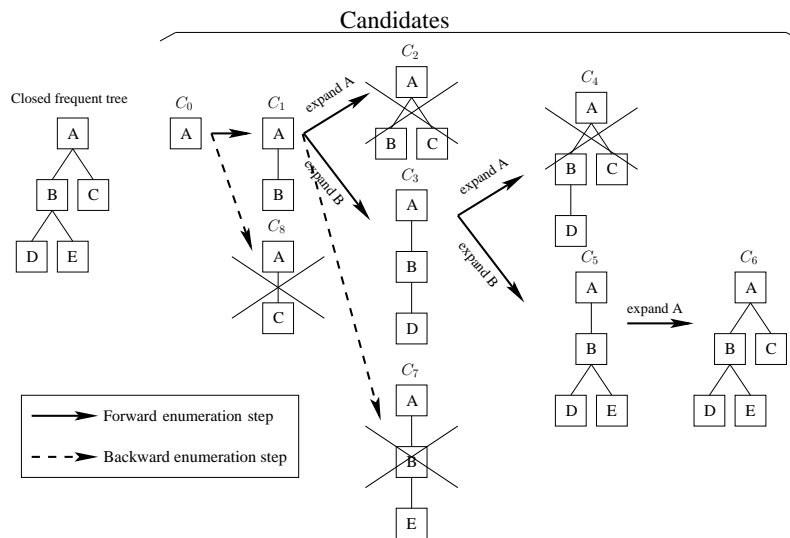 Candidates
Closed frequent tree
A
B
C
D
E
C₀
A
C₁
A
B
expand A
expand B
C₂
A
B
C
C₃
A
B
D
C₈
A
C
expand A
expand B
C₄
A
B
C
D
C₅
A
B
D
E
expand A
C₆
A
B
C
D
E
C₇
A
B
E
Forward enumeration step
Backward enumeration step